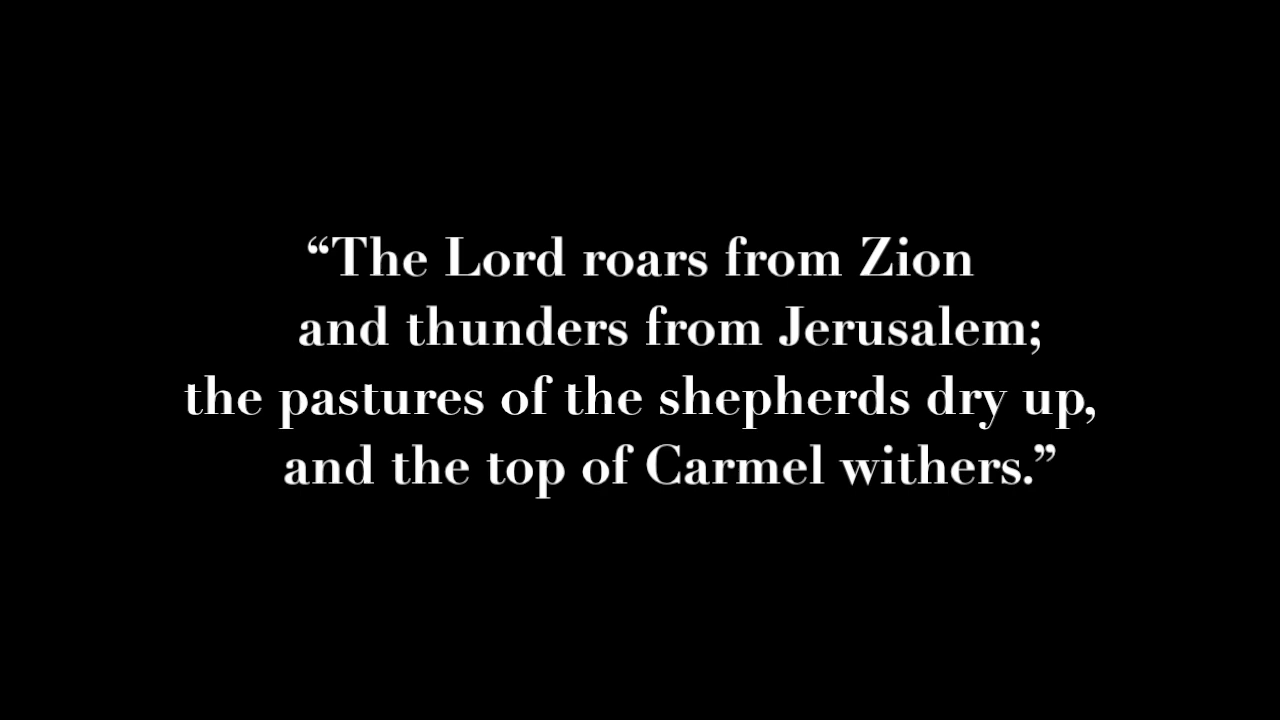 “The Lord roars from Zion
and thunders from Jerusalem;
the pastures of the shepherds dry up,
and the top of Carmel withers.”